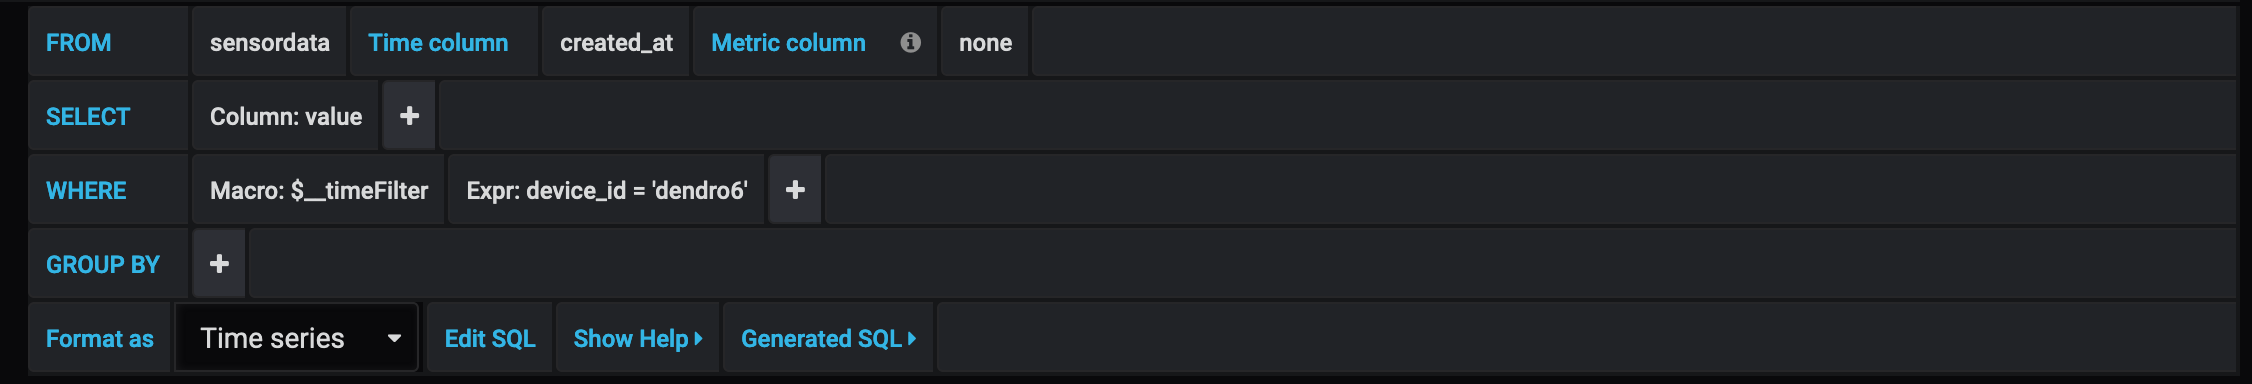 FROM sensordata Time column created_at Metric column none
SELECT Column: value +
WHERE Macro: $__timeFilter Expr: device_id = 'dendro6' +
GROUP BY +
Format as Time series Edit SQL Show Help Generated SQL